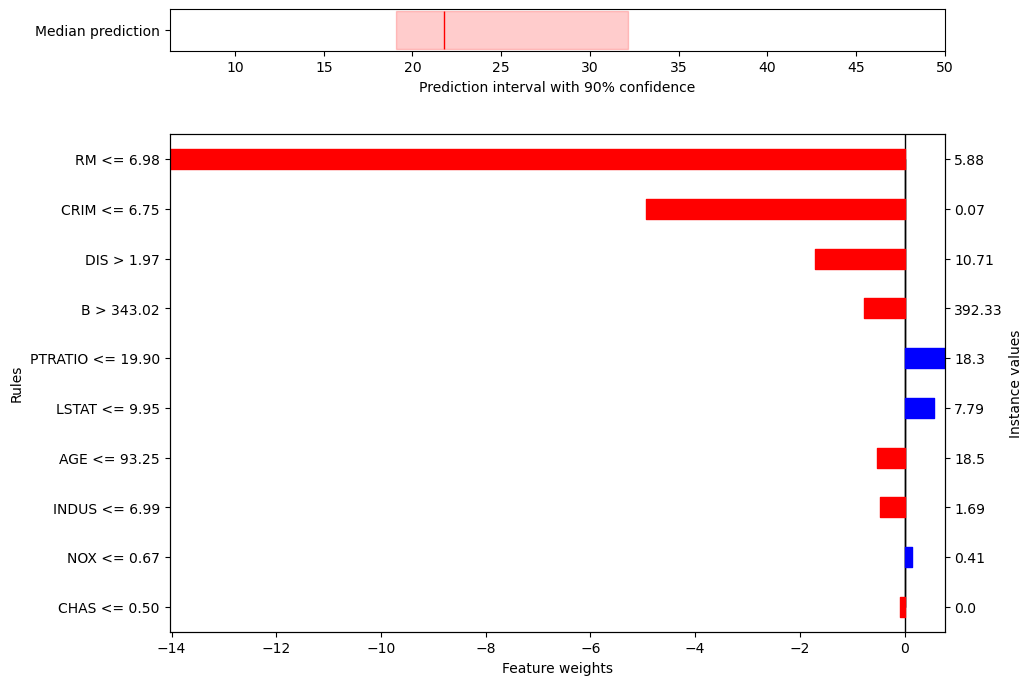 Median prediction
10 15 20 25 30 35 40 45 50
Prediction interval with 90% confidence
Rules
RM <= 6.98 5.88
CRIM <= 6.75 0.07
DIS > 1.97 10.71
B > 343.02 392.33
PTRATIO <= 19.90 18.3
LSTAT <= 9.95 7.79
AGE <= 93.25 18.5
INDUS <= 6.99 1.69
NOX <= 0.67 0.41
CHAS <= 0.50 0.0
Instance values
−14 −12 −10 −8 −6 −4 −2 0
Feature weights